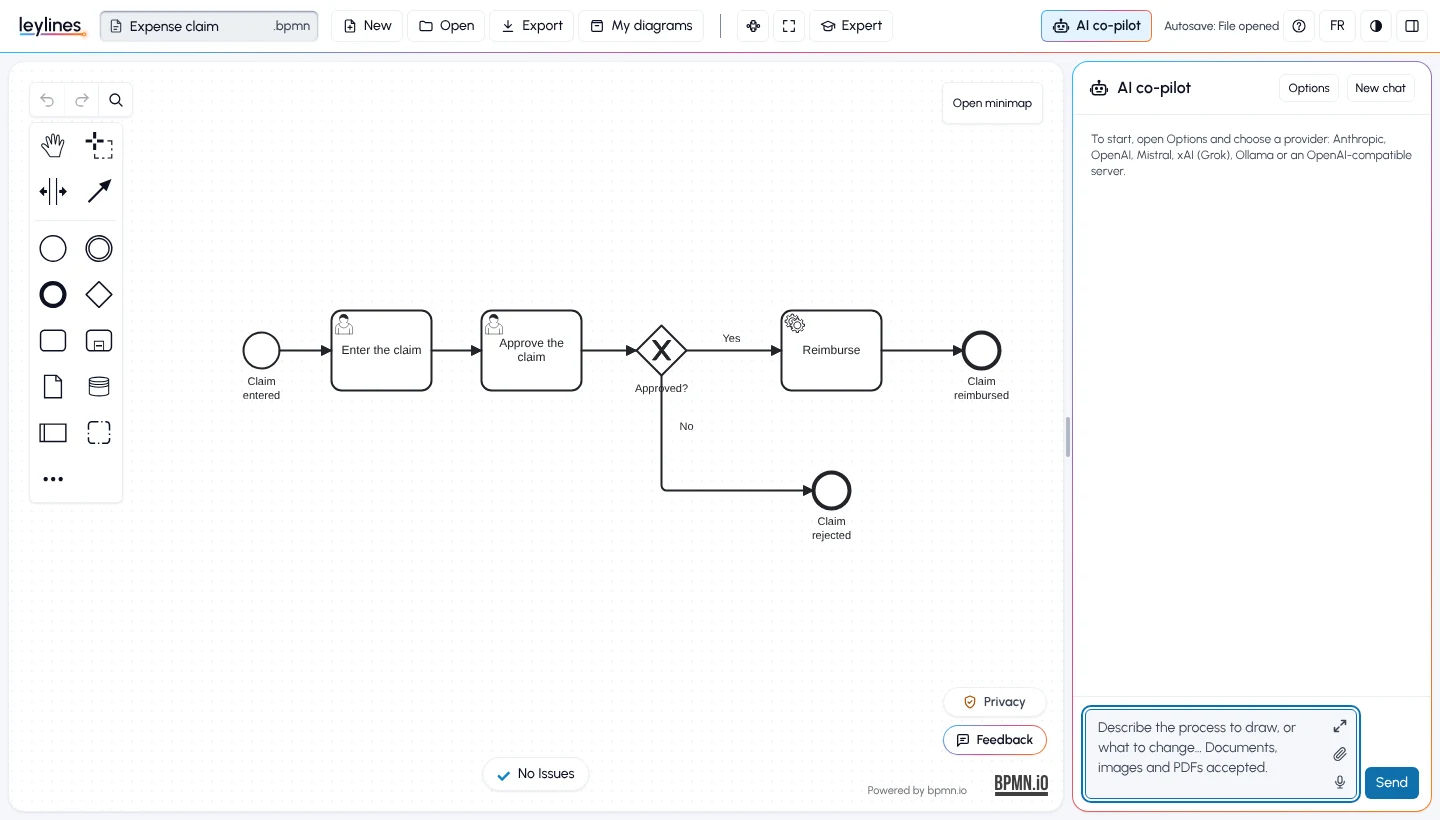 leylines
Expense claim .bpmn
New
Open
Export
My diagrams
Expert
AI co-pilot
Autosave: File opened
FR
Open minimap
AI co-pilot
Options
New chat
To start, open Options and choose a provider: Anthropic,
OpenAI, Mistral, xAI (Grok), Ollama or an OpenAI-compatible
server.
Claim
entered
Enter the claim
Approve the
claim
Approved?
Yes
No
Reimburse
Claim
reimbursed
Claim
rejected
Privacy
Feedback
No Issues
Powered by bpmn.io
BPMN.iO
Describe the process to draw, or
what to change... Documents,
images and PDFs accepted.
Send